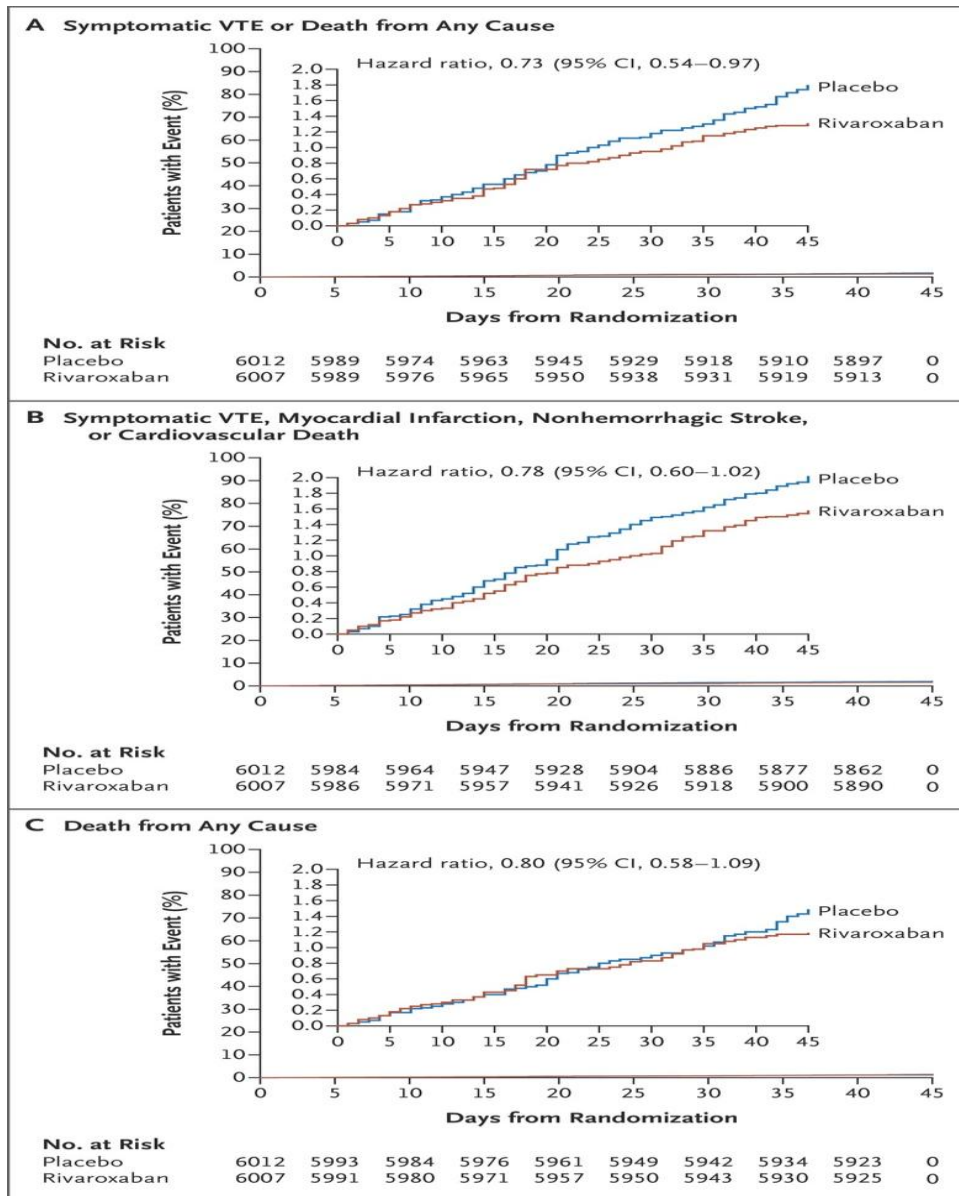 A Symptomatic VTE or Death from Any Cause
Patients with Event (%)
100
90
80
70
60
50
40
30
20
10
0
2.0
1.8
1.6
1.4
1.2
1.0
0.8
0.6
0.4
0.2
0.0
Hazard ratio, 0.73 (95% CI, 0.54–0.97)
Placebo
Rivaroxaban
0 5 10 15 20 25 30 35 40 45
0 5 10 15 20 25 30 35 40 45
Days from Randomization
No. at Risk
Placebo 6012 5989 5974 5963 5945 5929 5918 5910 5897 0
Rivaroxaban 6007 5989 5976 5965 5950 5938 5931 5919 5913 0
B Symptomatic VTE, Myocardial Infarction, Nonhemorrhagic Stroke,
or Cardiovascular Death
Patients with Event (%)
100
90
80
70
60
50
40
30
20
10
0
2.0
1.8
1.6
1.4
1.2
1.0
0.8
0.6
0.4
0.2
0.0
Hazard ratio, 0.78 (95% CI, 0.60–1.02)
Placebo
Rivaroxaban
0 5 10 15 20 25 30 35 40 45
0 5 10 15 20 25 30 35 40 45
Days from Randomization
No. at Risk
Placebo 6012 5984 5964 5947 5928 5904 5886 5877 5862 0
Rivaroxaban 6007 5986 5971 5957 5941 5926 5918 5900 5890 0
C Death from Any Cause
Patients with Event (%)
100
90
80
70
60
50
40
30
20
10
0
2.0
1.8
1.6
1.4
1.2
1.0
0.8
0.6
0.4
0.2
0.0
Hazard ratio, 0.80 (95% CI, 0.58–1.09)
Placebo
Rivaroxaban
0 5 10 15 20 25 30 35 40 45
0 5 10 15 20 25 30 35 40 45
Days from Randomization
No. at Risk
Placebo 6012 5993 5984 5976 5961 5949 5942 5934 5923 0
Rivaroxaban 6007 5991 5980 5971 5957 5950 5943 5930 5925 0